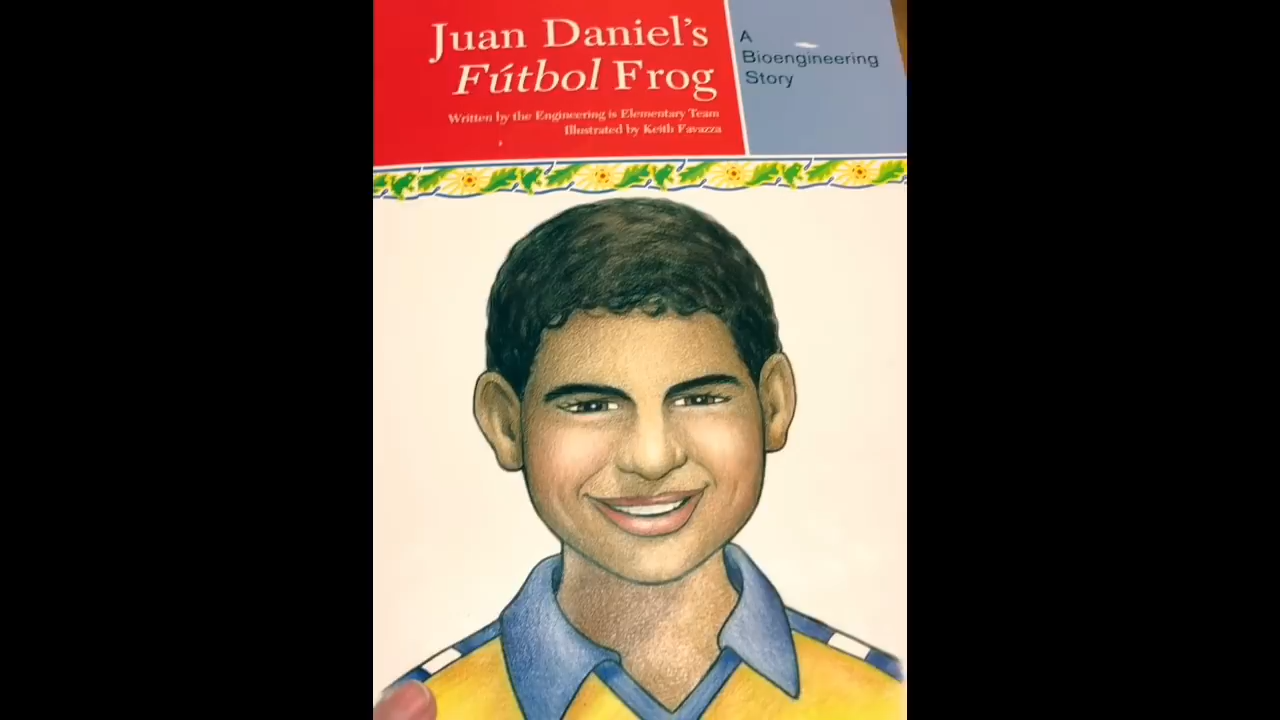 Juan Daniel's
Fútbol Frog
Written by the Engineering is Elementary Team
Illustrated by Keith Favazza
A
Bioengineering
Story